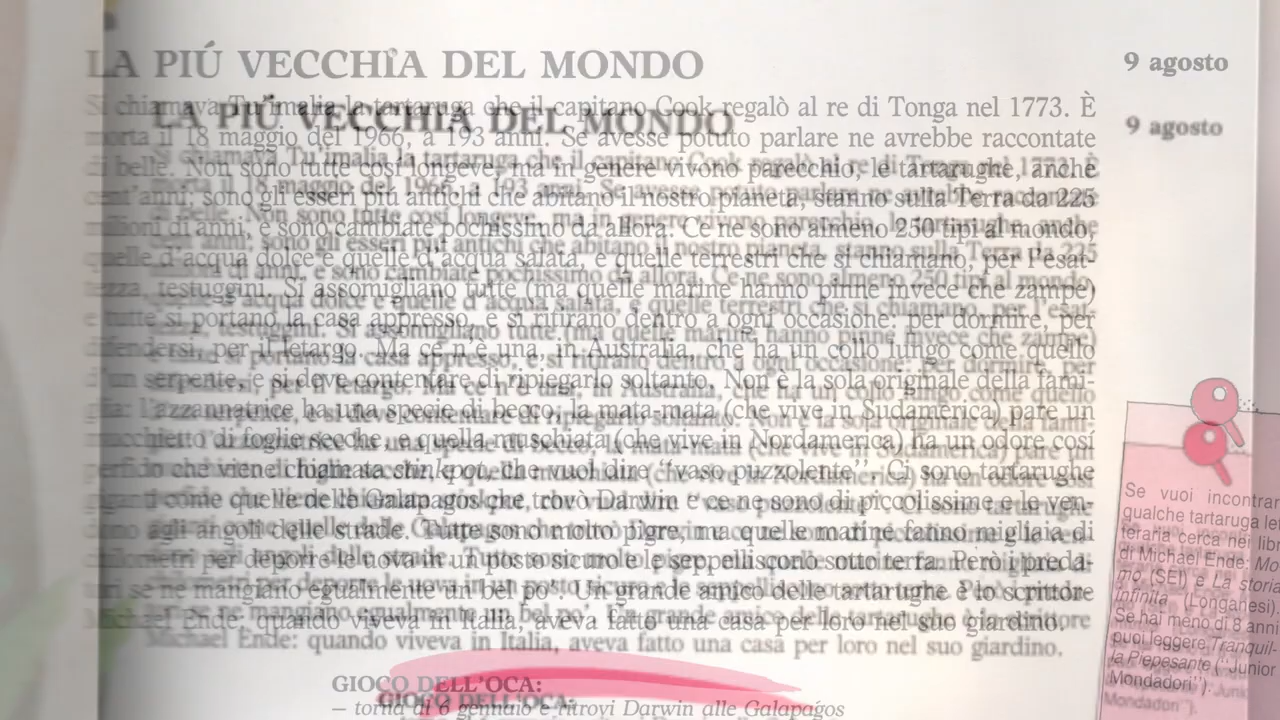 LA PIÚ VECCHIA DEL MONDO
9 agosto
Si chiamava Tu'imalia la tartaruga che il capitano Cook regalò al re di Tonga nel 1773. È
morta il 18 maggio del 1966, a 193 anni. Se avesse potuto parlare ne avrebbe raccontate
di belle. Non sono tutte cosí longeve, ma in genere vivono parecchio, le tartarughe, anche
cent'anni; sono gli esseri piú antichi che abitano il nostro pianeta, stanno sulla Terra da 225
milioni di anni, e sono cambiate pochissimo da allora. Ce ne sono almeno 250 tipi al mondo,
quelle d'acqua dolce e quelle d'acqua salata, e quelle terrestri che si chiamano, per l'esat-
tezza, testuggini. Si assomigliano tutte (ma quelle marine hanno pinne invece che zampe)
e tutte si portano la casa appresso, e si ritirano dentro a ogni occasione: per dormire, per
difendersi, per il letargo. Ma ce n'è una, in Australia, che ha un collo lungo come quello
d'un serpente, e si deve contentare di ripiegarlo soltanto. Non è la sola originale della fami-
glia: l'azzannatrice ha una specie di becco, la mata-mata (che vive in Sudamerica) pare un
mucchietto di foglie secche, e quella muschiata (che vive in Nordamerica) ha un odore cosí
perfido che viene chiamata stinkpot, che vuol dire "vaso puzzolente". Ci sono tartarughe
giganti come quelle delle Galapagos che trovò Darwin e ce ne sono di piccolissime e le ven-
dono agli angoli delle strade. Tutte sono molto pigre, ma quelle marine fanno migliaia di
chilometri per deporre le uova in un posto sicuro e le seppelliscono sotto terra. Però i preda-
tori se ne mangiano egualmente un bel po'. Un grande amico delle tartarughe è lo scrittore
Michael Ende: quando viveva in Italia, aveva fatto una casa per loro nel suo giardino.
GIOCO DELL'OCA:
– torna al 6 gennaio e ritrovi Darwin alle Galapagos
Se vuoi incontrar
qualche tartaruga let
teraria cerca nei libr
di Michael Ende: Mo
mo (SEI) e La storia
infinita (Longanesi).
Se hai meno di 8 anni
puoi leggere Tranquil-
la Piepesante ("Junior
Mondadori").